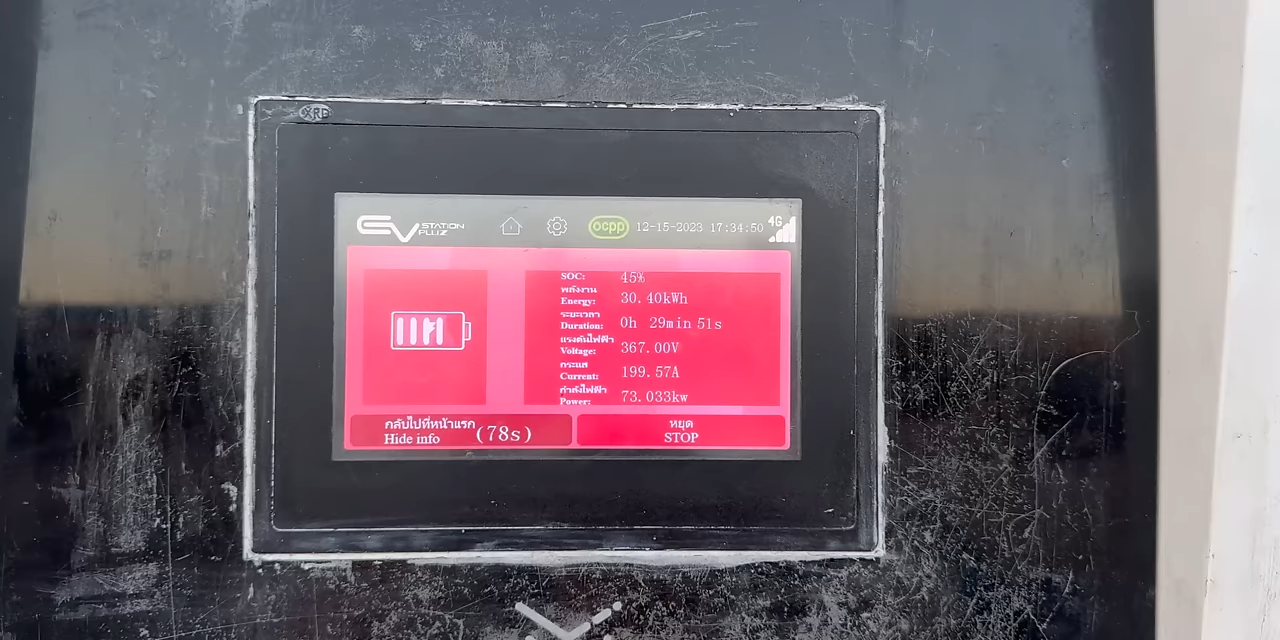 XRD
EV STATION PLUZ
ocpp 12-15-2023 17:34:50 4G
SOC: 45%
พลังงาน
Energy: 30.40kWh
ระยะเวลา
Duration: 0h 29min 51s
แรงดันไฟฟ้า
Voltage: 367.00V
กระแส
Current: 199.57A
กำลังไฟฟ้า
Power: 73.033kw
กลับไปที่หน้าแรก
Hide info (78s)
หยุด
STOP